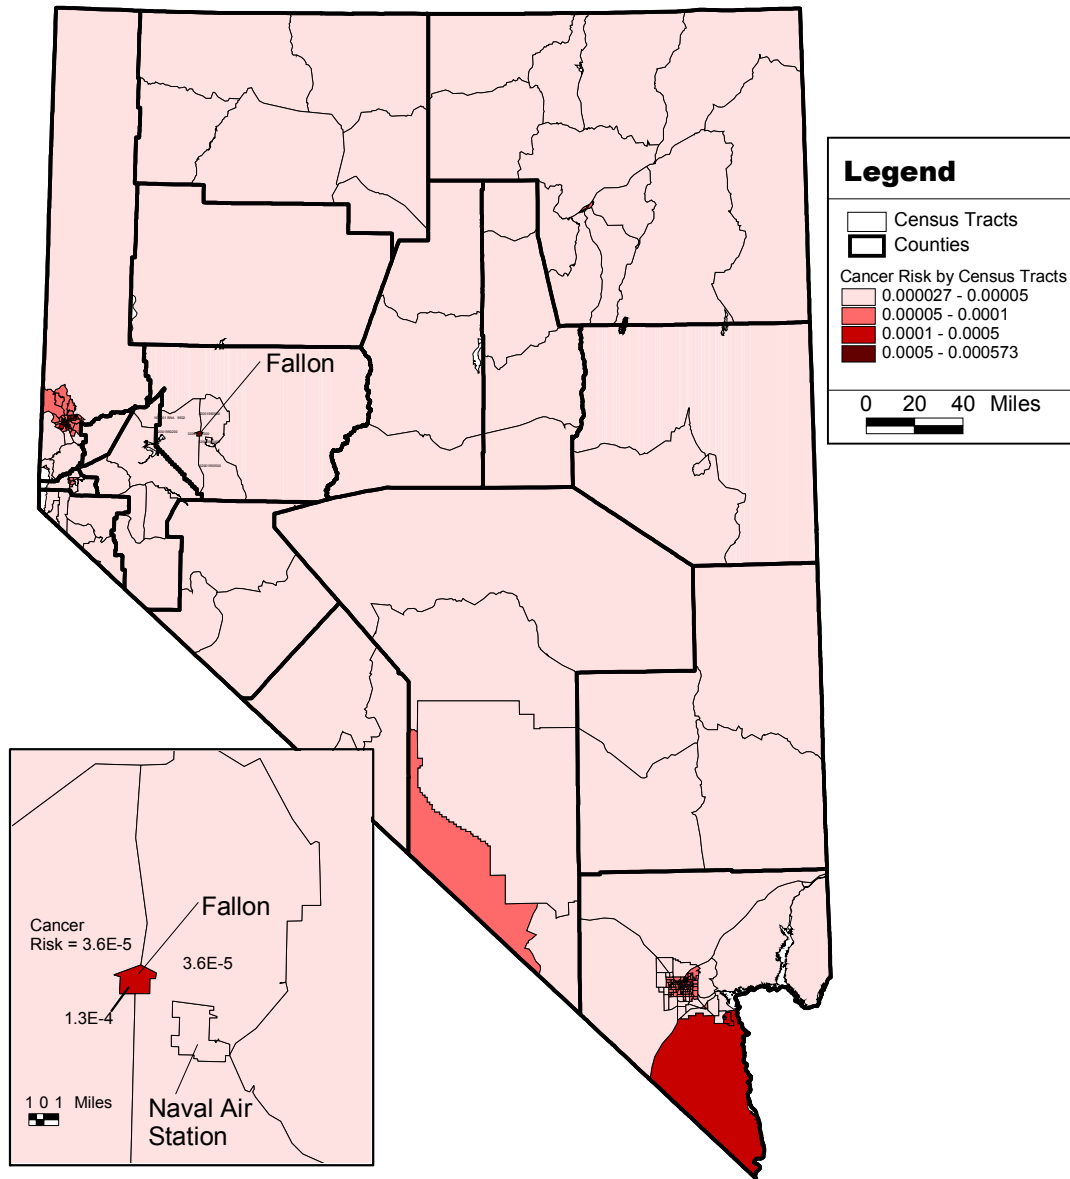 Legend
Census Tracts
Counties
Cancer Risk by Census Tracts
0.000027 - 0.00005
0.00005 - 0.0001
0.0001 - 0.0005
0.0005 - 0.000573
0 20 40 Miles
Fallon
Fallon
Cancer
Risk = 3.6E-5
3.6E-5
1.3E-4
1 0 1 Miles
Naval Air
Station